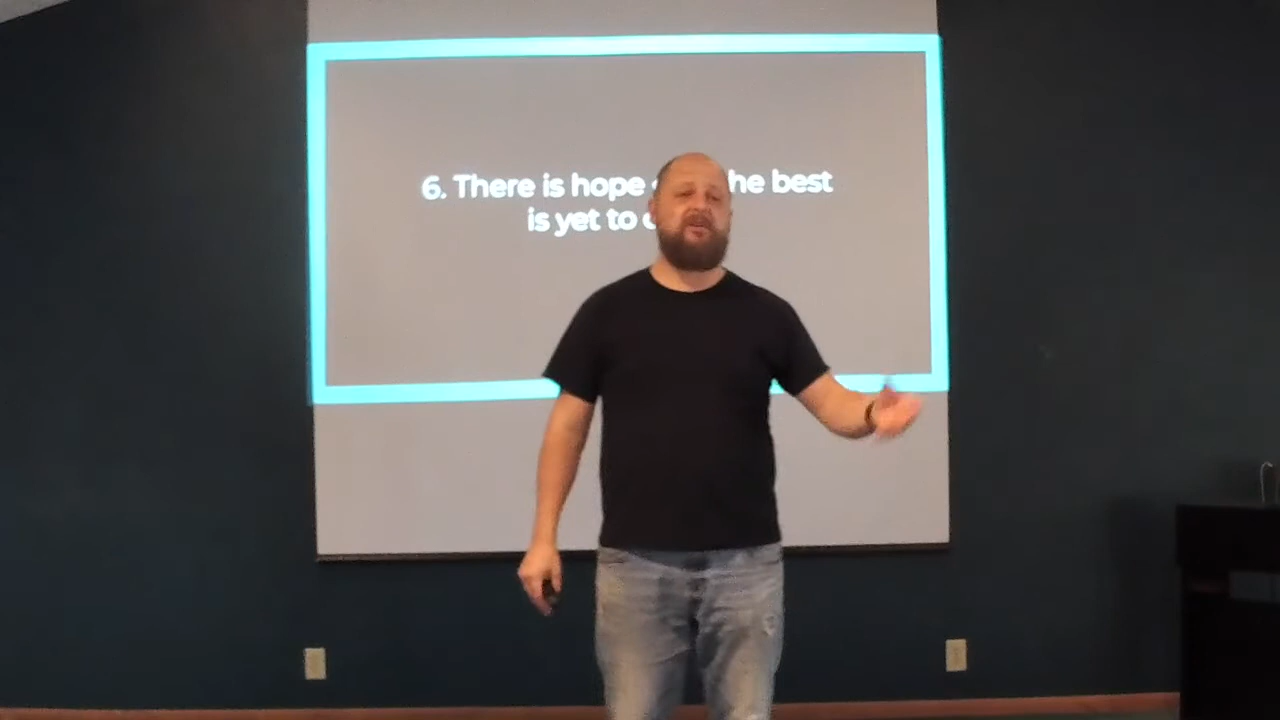 6. There is hope he best
is yet to